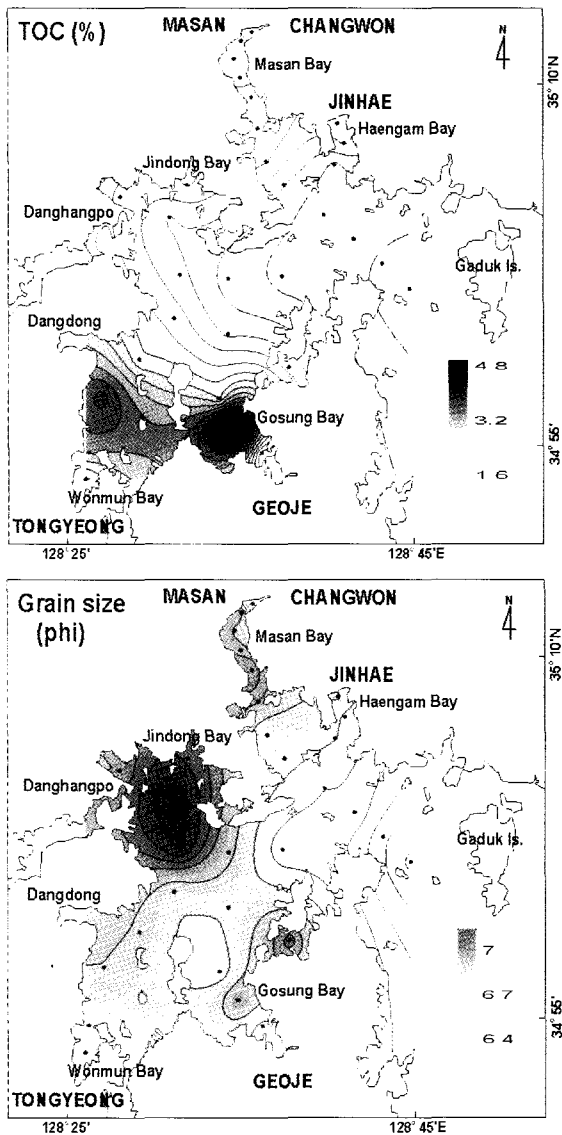 TOC (%)
MASAN CHANGWON
N
Masan Bay
35° 10'N
JINHAE
Haengam Bay
Jindong Bay
Danghangpo
Gaduk Is.
Dangdong
4 8
3.2
1 6
Gosung Bay
34° 55'
Wonmun Bay
GEOJE
TONGYEONG
128° 25'
128° 45'E
Grain size
(phi)
MASAN CHANGWON
N
Masan Bay
35° 10'N
JINHAE
Haengam Bay
Jindong Bay
Danghangpo
Gaduk Is.
Dangdong
7
6 7
6 4
Gosung Bay
34° 55'
Wonmun Bay
GEOJE
TONGYEONG
128° 25'
128° 45'E